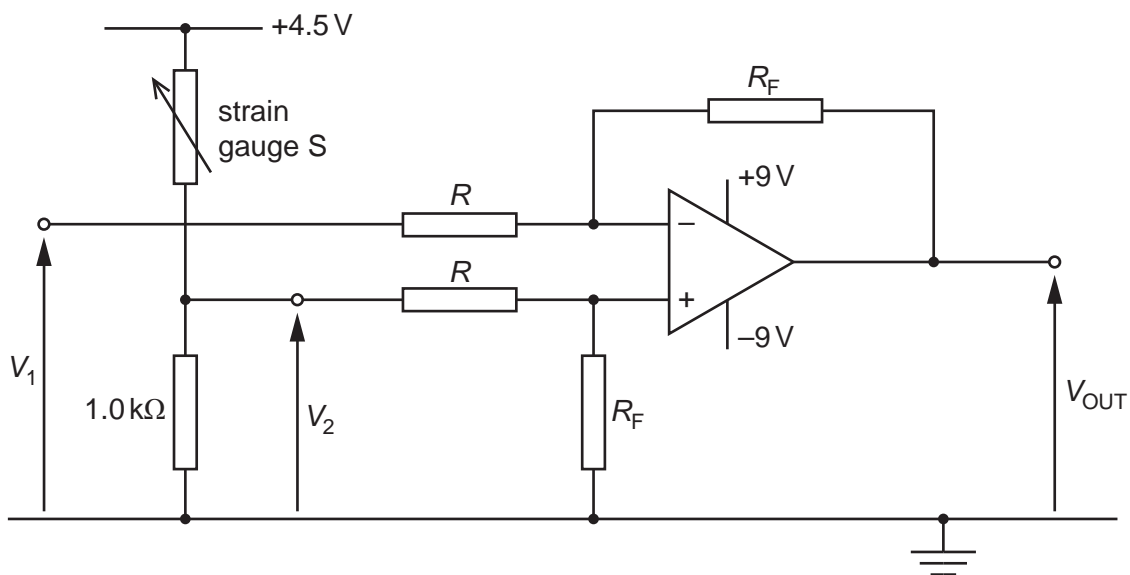 +4.5 V
strain
gauge S
R_F
+9 V
R
–
R
+
–9 V
V_1
1.0 kΩ
V_2
R_F
V_OUT